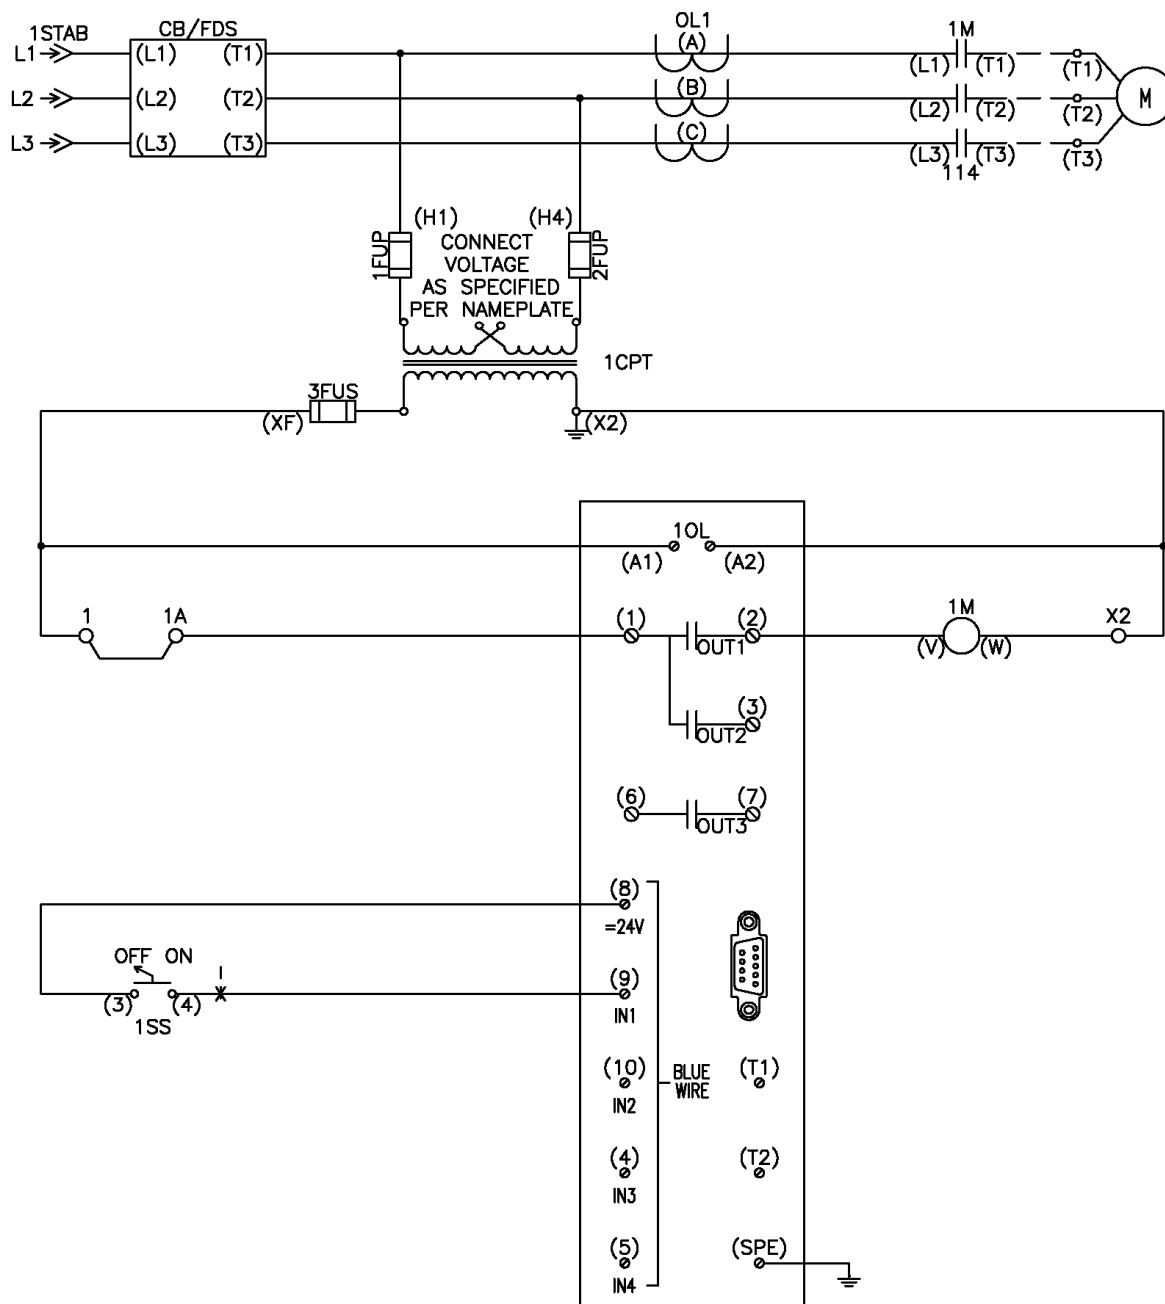 1STAB
CB/FDS
OL1
1M
L1
(L1)
(T1)
(A)
(L1)
(T1)
(T1)
L2
(L2)
(T2)
(B)
(L2)
(T2)
(T2)
M
L3
(L3)
(T3)
(C)
(L3)
(T3)
(T3)
114
(H1)
(H4)
1FUP
2FUP
CONNECT
VOLTAGE
AS SPECIFIED
PER NAMEPLATE
1CPT
3FUS
(XF)
(X2)
1OL
(A1)
(A2)
1
1A
(1)
(2)
OUT1
1M
(V)
(W)
X2
(3)
OUT2
(6)
(7)
OUT3
(8)
=24V
OFF ON
(3)
(4)
1SS
(9)
IN1
(10)
IN2
BLUE
WIRE
(T1)
(4)
IN3
(T2)
(5)
IN4
(SPE)